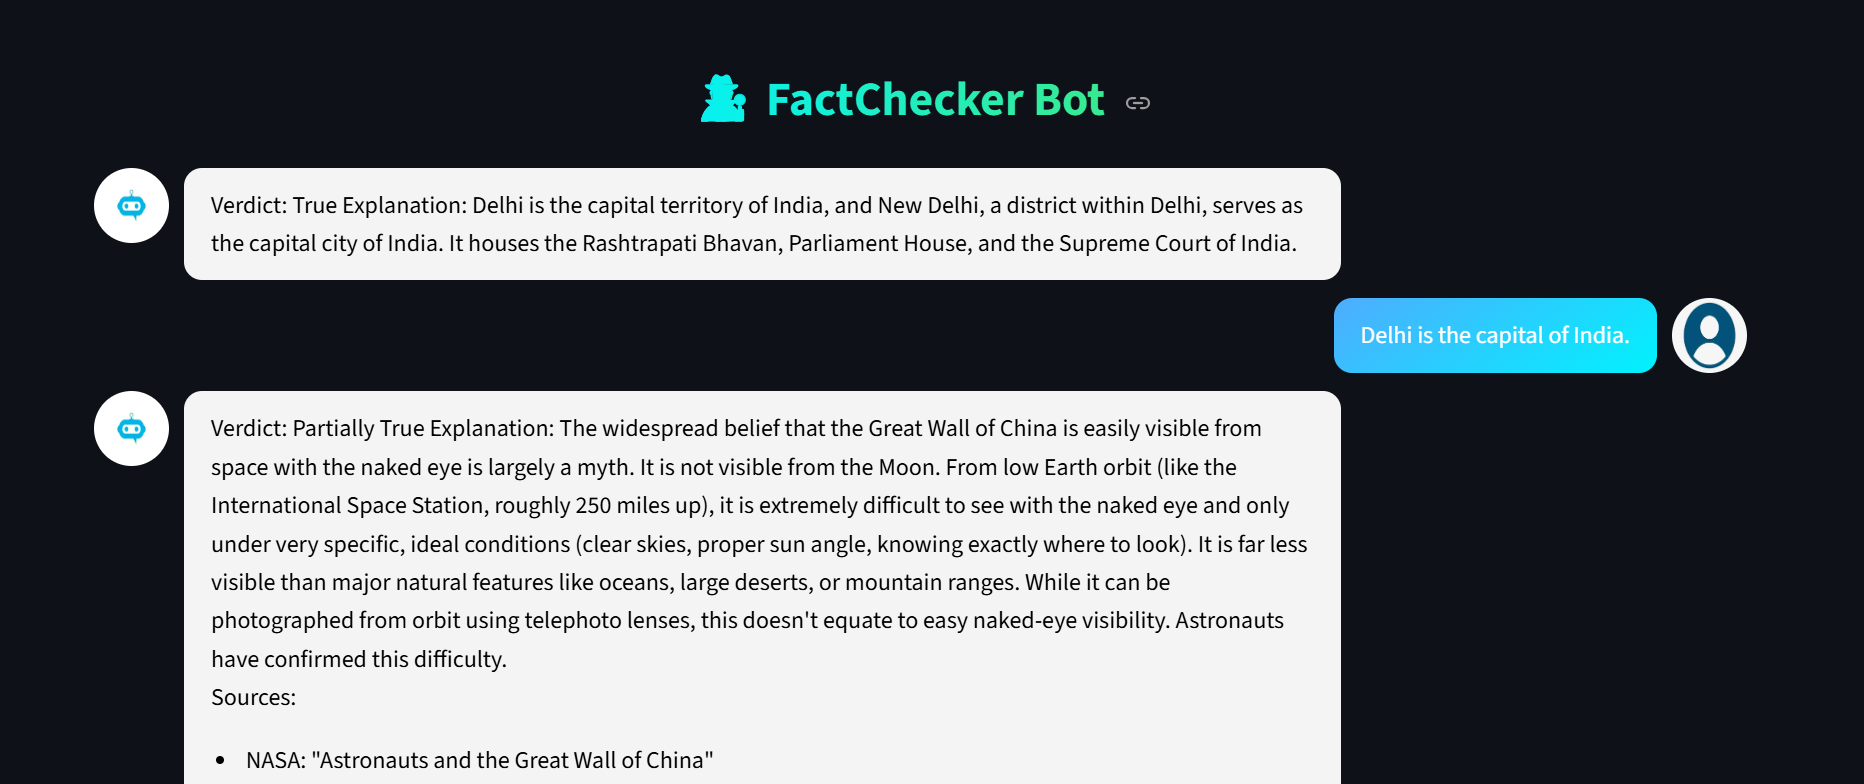 FactChecker Bot
Verdict: True Explanation: Delhi is the capital territory of India, and New Delhi, a district within Delhi, serves as
the capital city of India. It houses the Rashtrapati Bhavan, Parliament House, and the Supreme Court of India.
Delhi is the capital of India.
Verdict: Partially True Explanation: The widespread belief that the Great Wall of China is easily visible from
space with the naked eye is largely a myth. It is not visible from the Moon. From low Earth orbit (like the
International Space Station, roughly 250 miles up), it is extremely difficult to see with the naked eye and only
under very specific, ideal conditions (clear skies, proper sun angle, knowing exactly where to look). It is far less
visible than major natural features like oceans, large deserts, or mountain ranges. While it can be
photographed from orbit using telephoto lenses, this doesn't equate to easy naked-eye visibility. Astronauts
have confirmed this difficulty.
Sources:
• NASA: "Astronauts and the Great Wall of China"